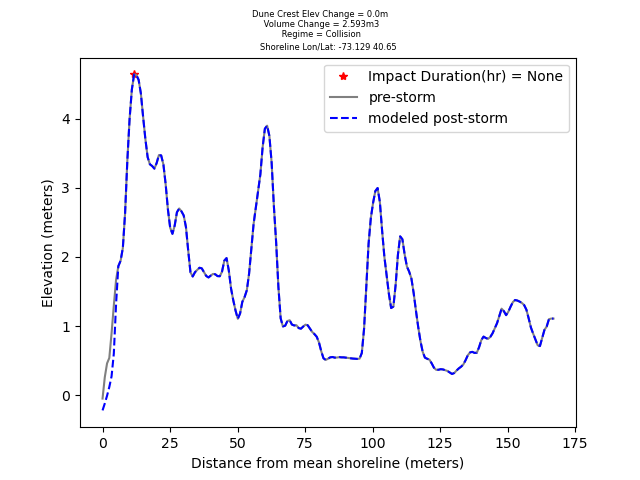 Dune Crest Elev Change = 0.0m
Volume Change = 2.593m3
Regime = Collision
Shoreline Lon/Lat: -73.129 40.65
Impact Duration(hr) = None
pre-storm
modeled post-storm
Elevation (meters)
4
3
2
1
0
0 25 50 75 100 125 150 175
Distance from mean shoreline (meters)